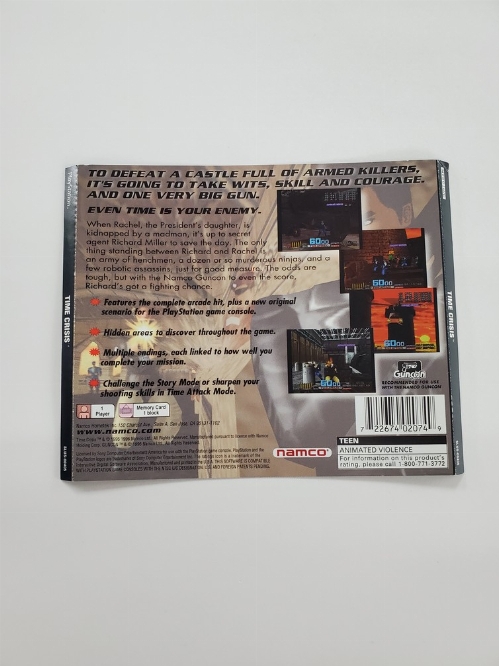 TO DEFEAT A CASTLE FULL OF ARMED KILLERS,
IT'S GOING TO TAKE WITS, SKILL AND COURAGE.
AND ONE VERY BIG GUN.
EVEN TIME IS YOUR ENEMY.
When Rachel, the President's daughter, is
kidnapped by a madman, it's up to secret
agent Richard Miller to save the day. The only
thing standing between Richard and Rachel is
an army of henchmen, a dozen or so murderous ninjas, and a
few robotic assassins, just for good measure. The odds are
tough, but with the Namco Guncon to even the score,
Richard's got a fighting chance.
Features the complete arcade hit, plus a new original
scenario for the PlayStation game console.
Hidden areas to discover throughout the game.
Multiple endings, each linked to how well you
complete your mission.
Challenge the Story Mode or sharpen your
shooting skills in Time Attack Mode.
Guncon
RECOMMENDED FOR USE
WITH THE NAMCO GUNCON
1
Player
Memory Card
1 block
www.namco.com
namco
7 22674 02074 9
TEEN
ANIMATED VIOLENCE
For information on this product's
rating, please call 1-800-771-3772
PlayStation
TIME CRISIS
TIME CRISIS